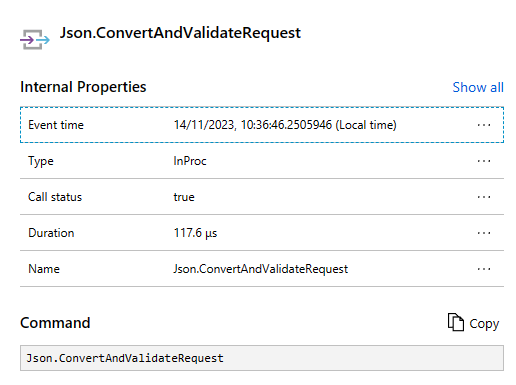 Json.ConvertAndValidateRequest
Internal Properties Show all
Event time 14/11/2023, 10:36:46.2505946 (Local time) ...
Type InProc ...
Call status true ...
Duration 117.6 µs ...
Name Json.ConvertAndValidateRequest ...
Command Copy
Json.ConvertAndValidateRequest